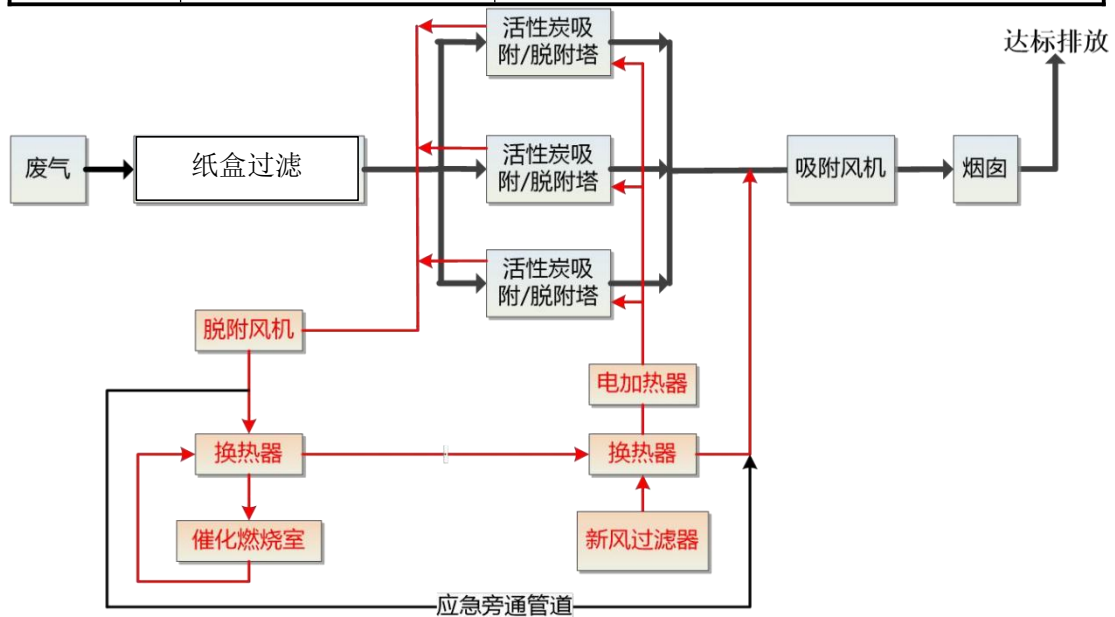 活性炭吸
附/脱附塔
达标排放
废气
纸盒过滤
活性炭吸
附/脱附塔
吸附风机
烟囱
活性炭吸
附/脱附塔
脱附风机
电加热器
换热器
换热器
催化燃烧室
新风过滤器
应急旁通管道